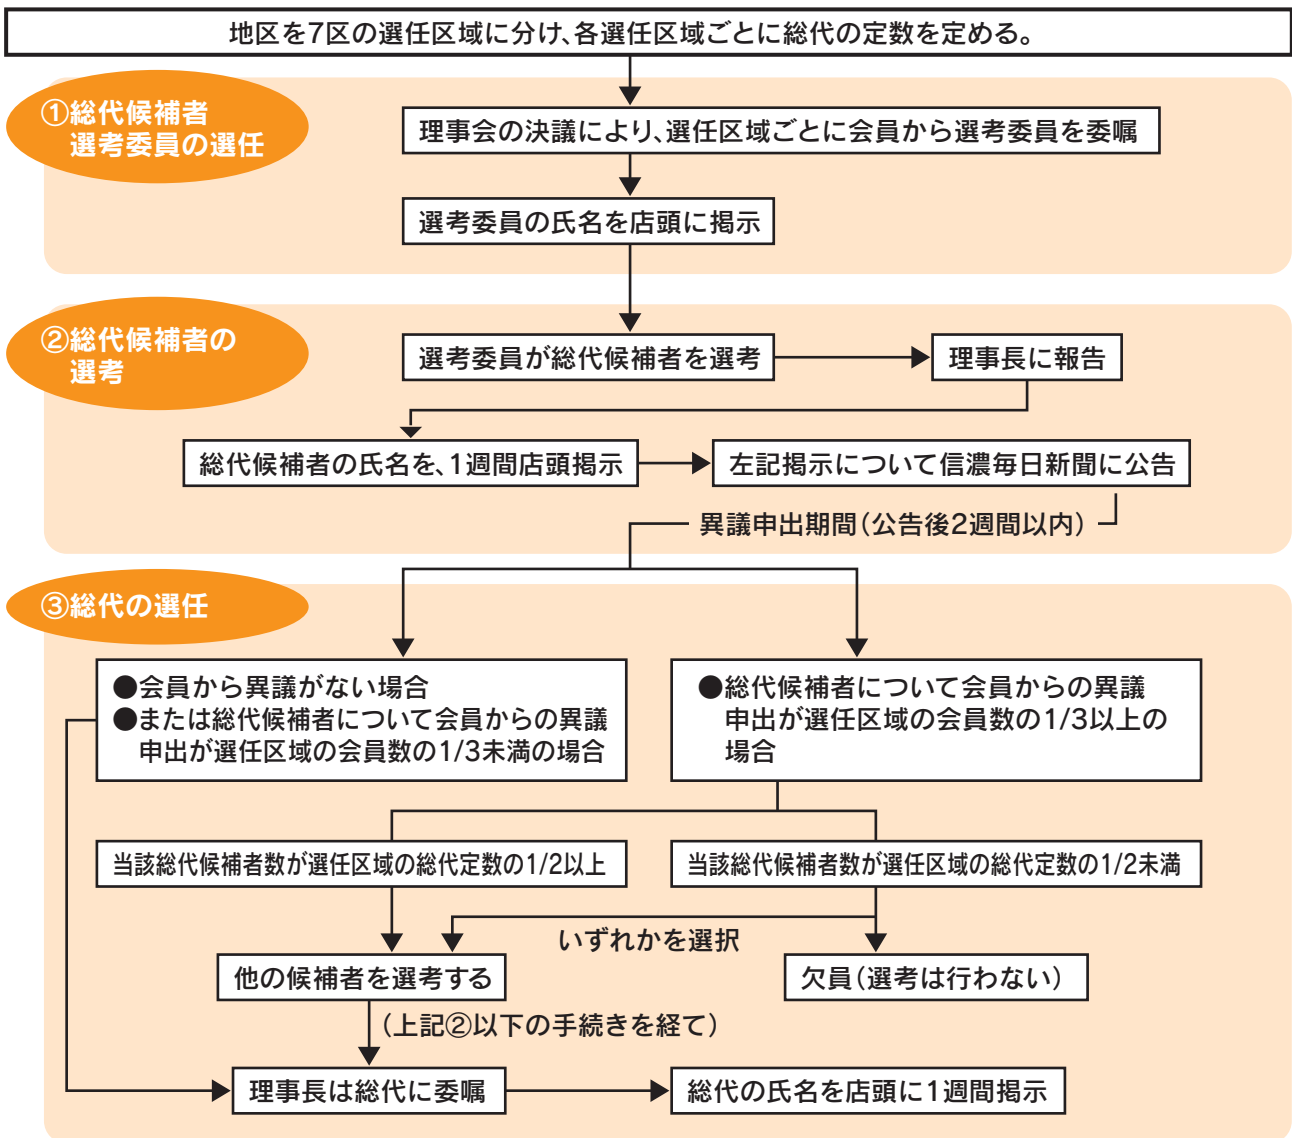 地区を7区の選任区域に分け、各選任区域ごとに総代の定数を定める。
①総代候補者
選考委員の選任
理事会の決議により、選任区域ごとに会員から選考委員を委嘱
選考委員の氏名を店頭に掲示
②総代候補者の
選考
選考委員が総代候補者を選考
理事長に報告
総代候補者の氏名を、1週間店頭掲示
左記掲示について信濃毎日新聞に公告
異議申出期間（公告後2週間以内）
③総代の選任
●会員から異議がない場合
●または総代候補者について会員からの異議
申出が選任区域の会員数の1/3未満の場合
●総代候補者について会員からの異議
申出が選任区域の会員数の1/3以上の
場合
当該総代候補者数が選任区域の総代定数の1/2以上
当該総代候補者数が選任区域の総代定数の1/2未満
いずれかを選択
他の候補者を選考する
欠員（選考は行わない）
（上記②以下の手続きを経て）
理事長は総代に委嘱
総代の氏名を店頭に1週間掲示